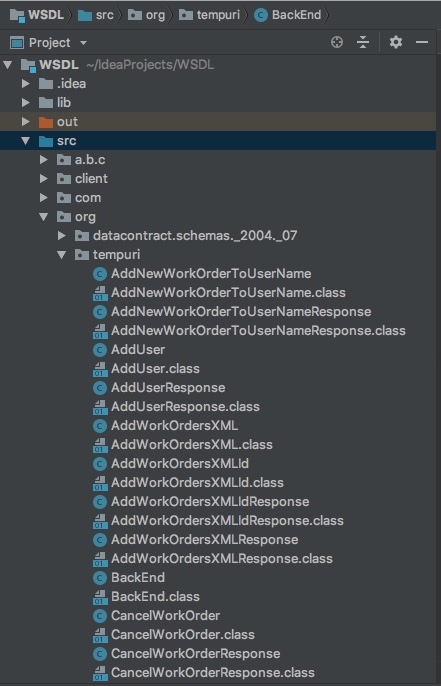 WSDL src org tempuri BackEnd
Project
WSDL ~/IdeaProjects/WSDL
.idea
lib
out
src
a.b.c
client
com
org
datacontract.schemas._2004._07
tempuri
AddNewWorkOrderToUserName
AddNewWorkOrderToUserName.class
AddNewWorkOrderToUserNameResponse
AddNewWorkOrderToUserNameResponse.class
AddUser
AddUser.class
AddUserResponse
AddUserResponse.class
AddWorkOrdersXML
AddWorkOrdersXML.class
AddWorkOrdersXMLId
AddWorkOrdersXMLId.class
AddWorkOrdersXMLIdResponse
AddWorkOrdersXMLIdResponse.class
AddWorkOrdersXMLResponse
AddWorkOrdersXMLResponse.class
BackEnd
BackEnd.class
CancelWorkOrder
CancelWorkOrder.class
CancelWorkOrderResponse
CancelWorkOrderResponse.class